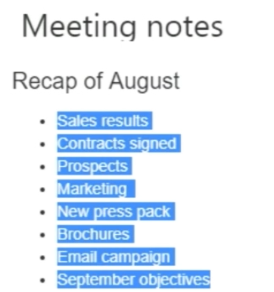 Meeting notes
Recap of August
Sales results
Contracts signed
Prospects
Marketing
New press pack
Brochures
Email campaign
September objectives